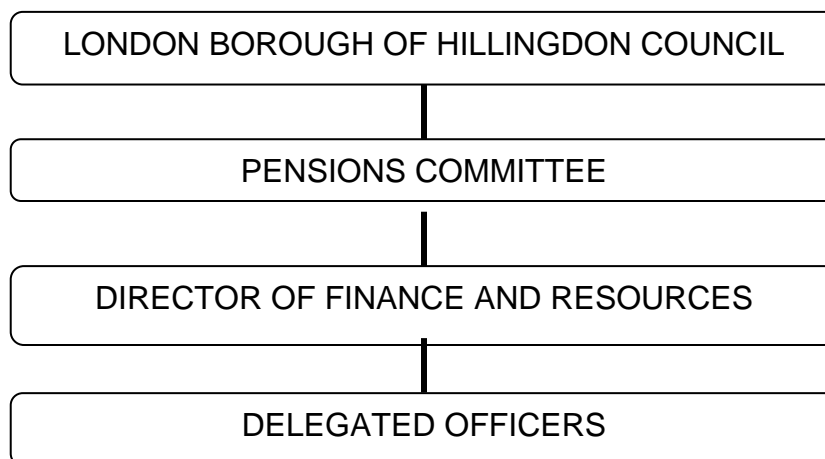 LONDON BOROUGH OF HILLINGDON COUNCIL
PENSIONS COMMITTEE
DIRECTOR OF FINANCE AND RESOURCES
DELEGATED OFFICERS